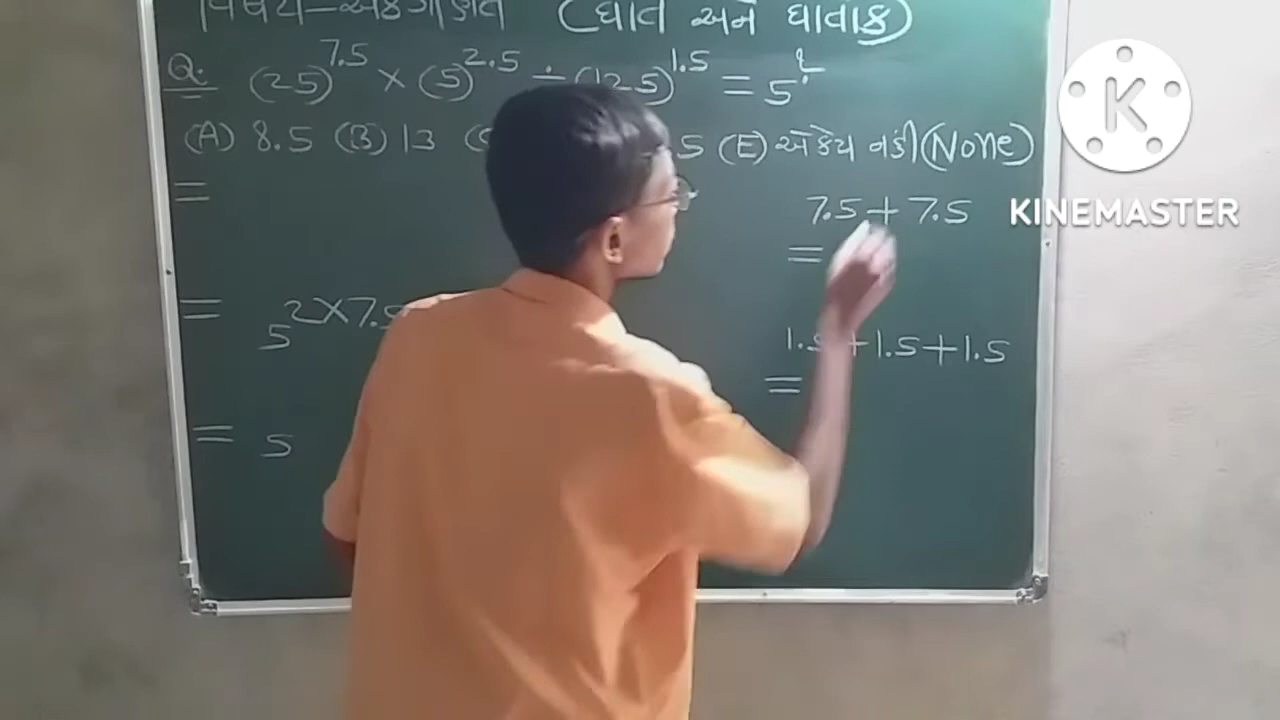 વિષય – અંકગણિત (ઘાત અને ઘાતાંક)
Q. (25)^7.5 × (5)^2.5 ÷ (125)^1.5 = 5^?
(A) 8.5 (B) 13 5 (E) એકેય નહીં (None)
=
7.5 + 7.5
=
= 5^2×7.5
1.5 + 1.5 + 1.5
=
= 5
K
KINEMASTER